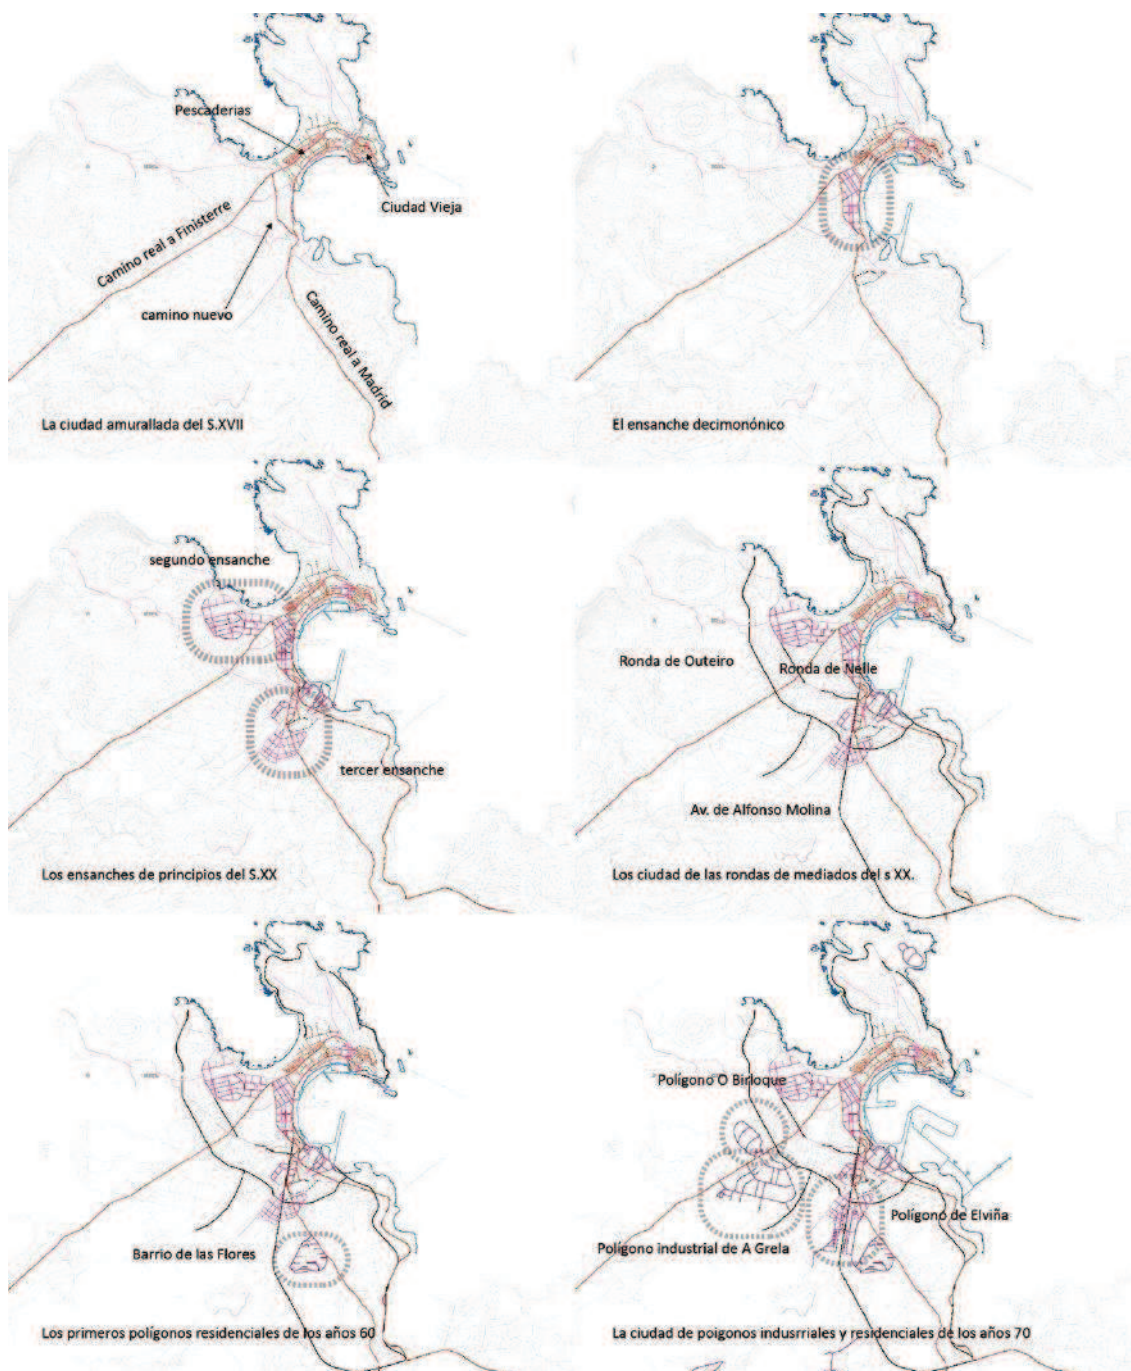 Pescaderias
Ciudad Vieja
Camino real a Finisterre
camino nuevo
Camino real a Madrid
La ciudad amurallada del S.XVII
El ensanche decimonónico
segundo ensanche
tercer ensanche
Los ensanches de principios del S.XX
Ronda de Outeiro
Ronda de Nelle
Av. de Alfonso Molina
Los ciudad de las rondas de mediados del s XX.
Barrio de las Flores
Los primeros polígonos residenciales de los años 60
Polígono O Birloque
Polígono de Elviña
Polígono industrial de A Grela
La ciudad de poigonos indusrriales y residenciales de los años 70